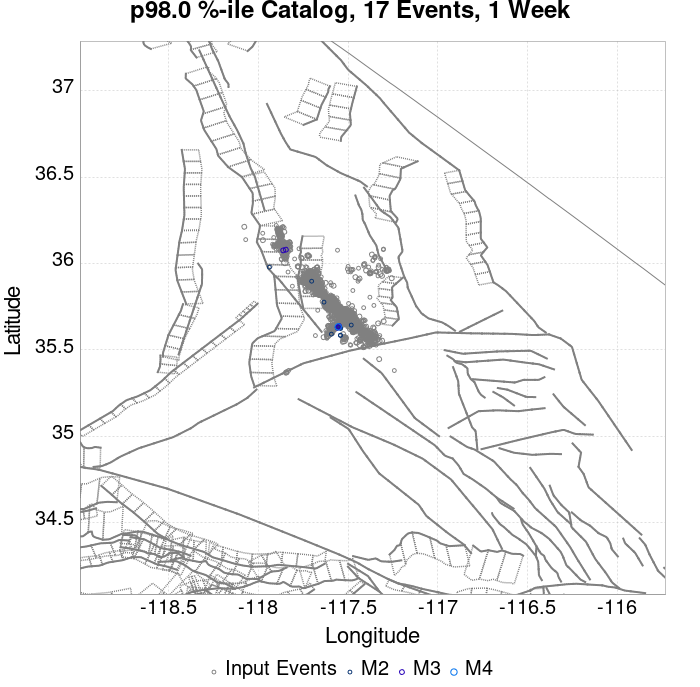 p98.0 %-ile Catalog, 17 Events, 1 Week
37
36.5
36
35.5
35
34.5
Latitude
-118.5 -118 -117.5 -117 -116.5 -116
Longitude
Input Events M2 M3 M4